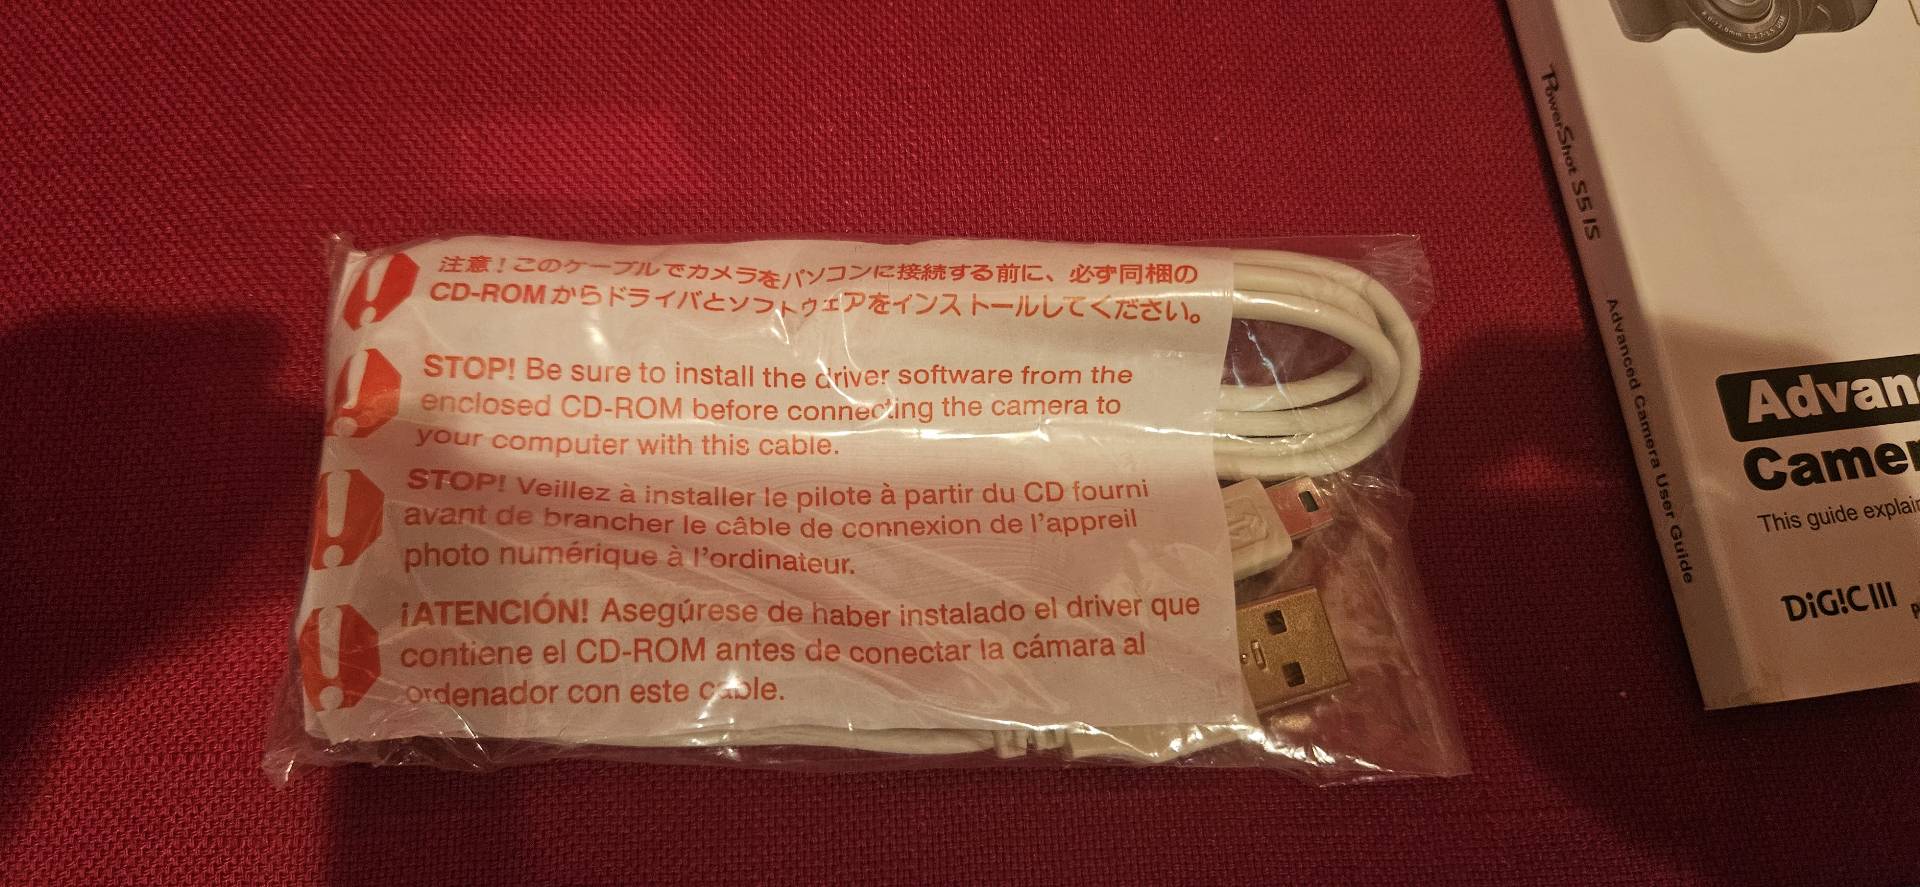 注意！このケーブルでカメラをパソコンに接続する前に、必ず同梱の
CD-ROMからドライバとソフトウェアをインストールしてください。
STOP! Be sure to install the driver software from the
enclosed CD-ROM before connecting the camera to
your computer with this cable.
STOP! Veillez à installer le pilote à partir du CD fourni
avant de brancher le câble de connexion de l'appreil
photo numérique à l'ordinateur.
¡ATENCIÓN! Asegúrese de haber instalado el driver que
contiene el CD-ROM antes de conectar la cámara al
ordenador con este cable.
PowerShot S5 IS
Advanced Camera User Guide
Advan
Camer
This guide explain
DiG!C III